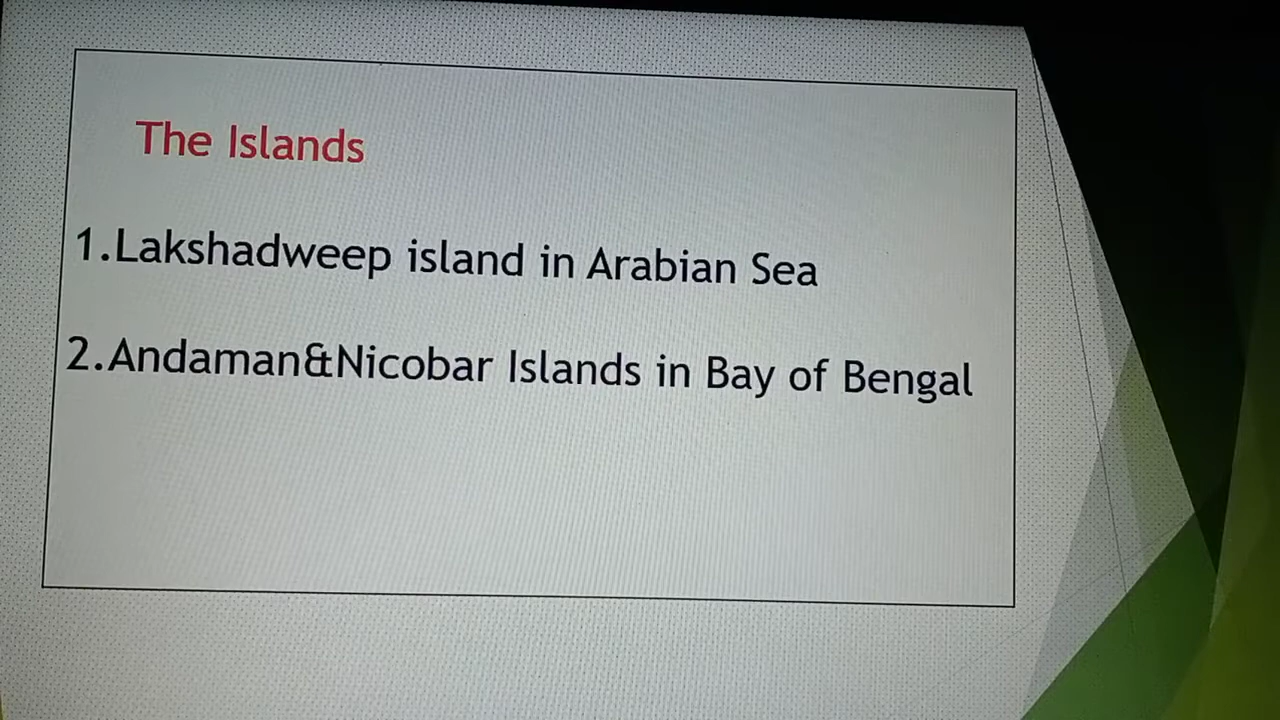 The Islands
1.Lakshadweep island in Arabian Sea
2.Andaman&Nicobar Islands in Bay of Bengal